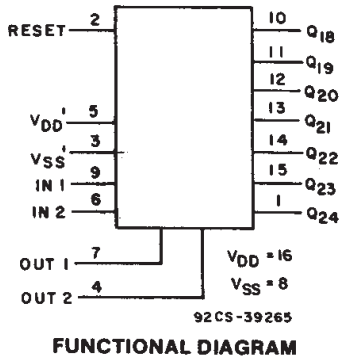 RESET 2 10 Q18
11 Q19
12 Q20
VDD' 5 13 Q21
VSS' 3 14 Q22
IN 1 9 15 Q23
IN 2 6 1 Q24
OUT 1 7 VDD = 16
OUT 2 4 VSS = 8
92CS-39265
FUNCTIONAL DIAGRAM